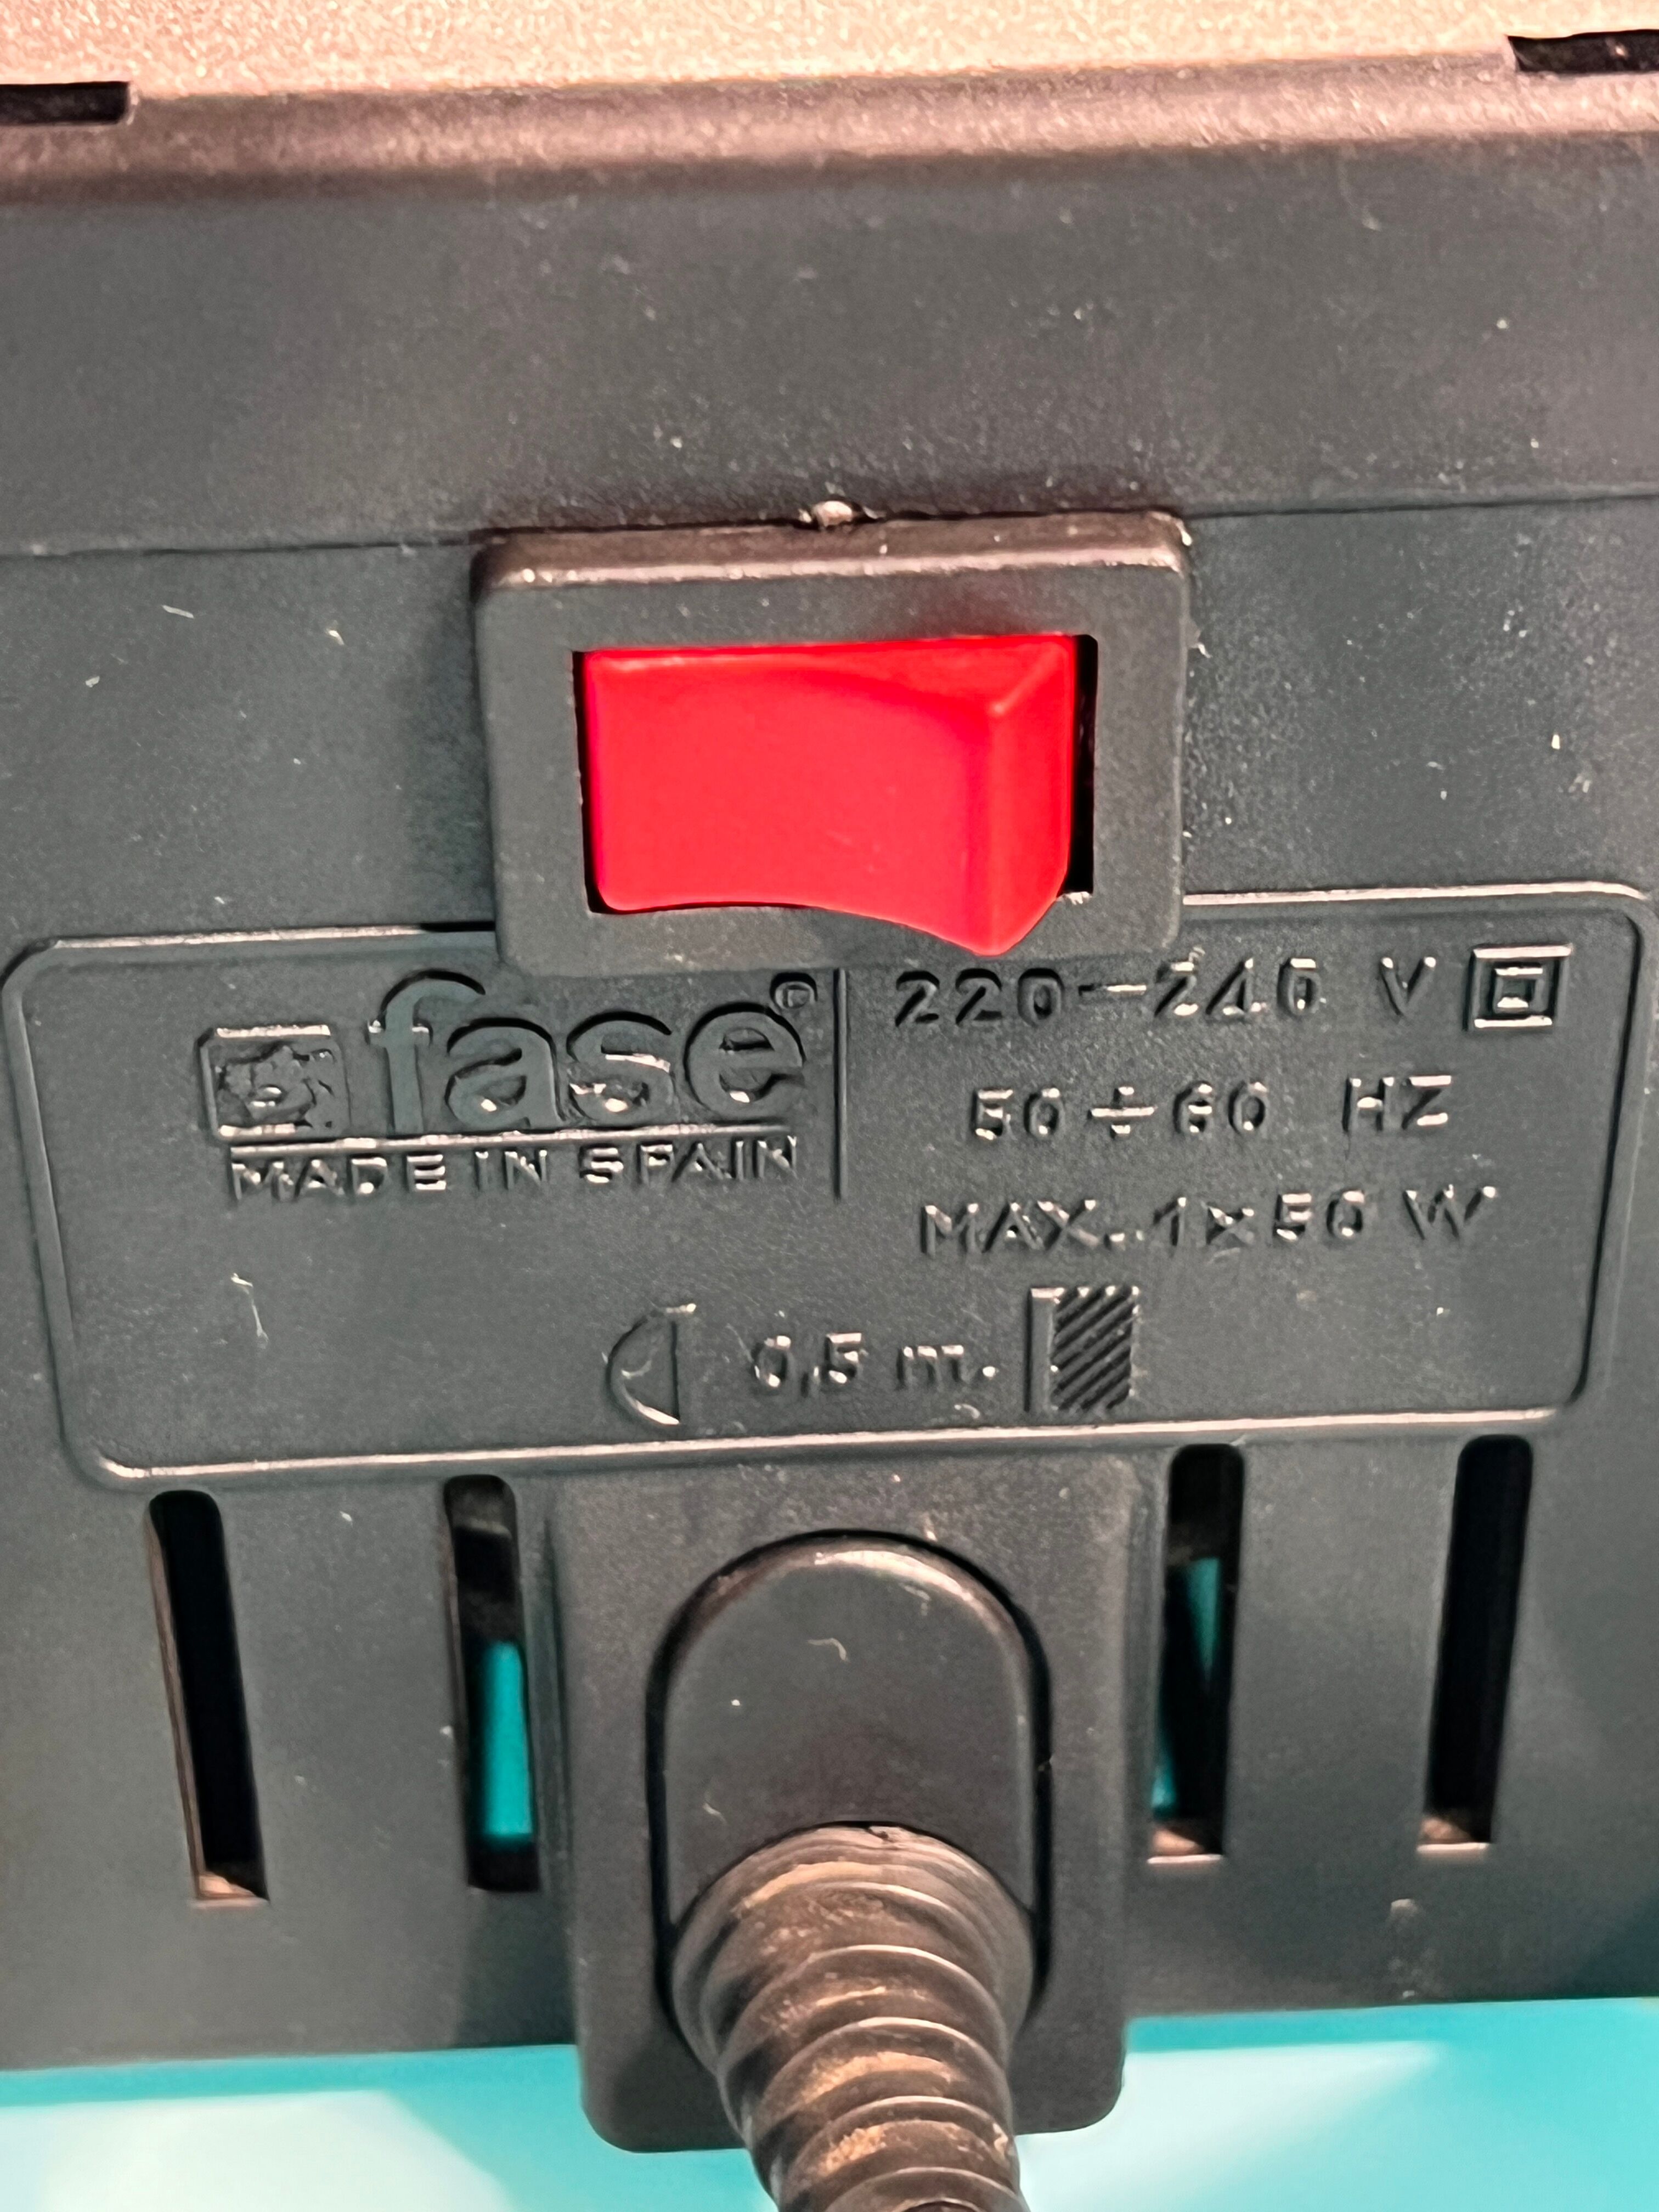 fase®
MADE IN SPAIN
220-240 V
50÷60 HZ
MAX. 1x50 W
0,5 m.